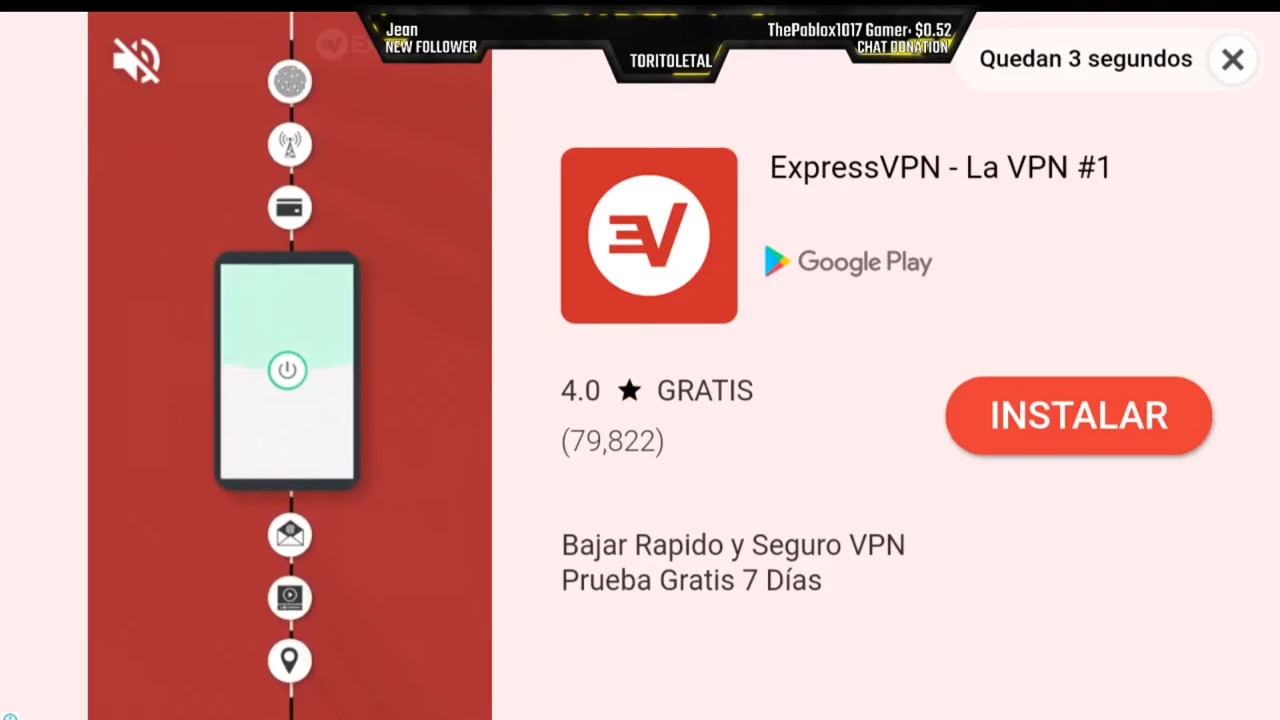 Jean
NEW FOLLOWER
TORITOLETAL
ThePablox1017 Gamer: $0.52
CHAT DONATION
Quedan 3 segundos
EV
ExpressVPN - La VPN #1
Google Play
4.0 ★ GRATIS
(79,822)
INSTALAR
Bajar Rapido y Seguro VPN
Prueba Gratis 7 Días